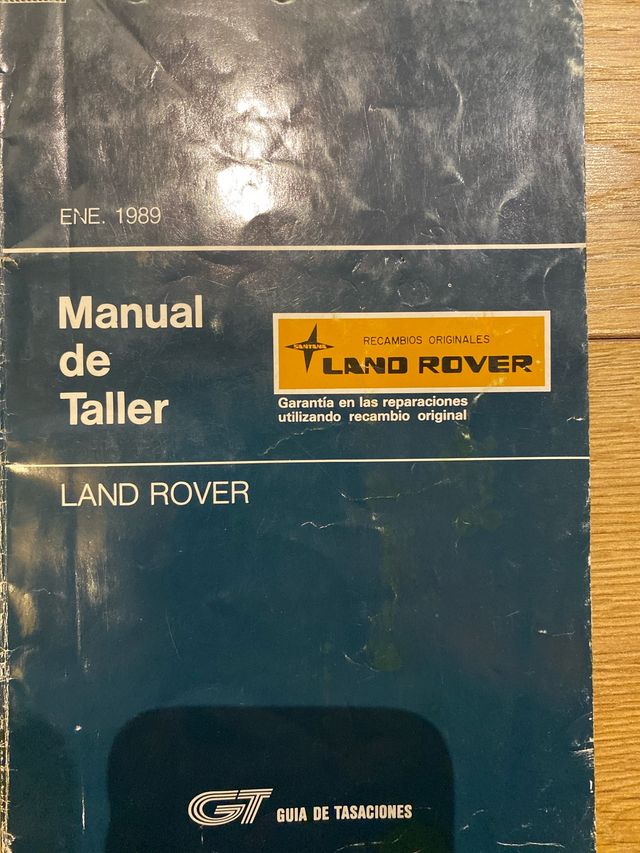 ENE. 1989
Manual
de
Taller
RECAMBIOS ORIGINALES
SANTANA
LAND ROVER
Garantía en las reparaciones
utilizando recambio original
LAND ROVER
GT GUIA DE TASACIONES